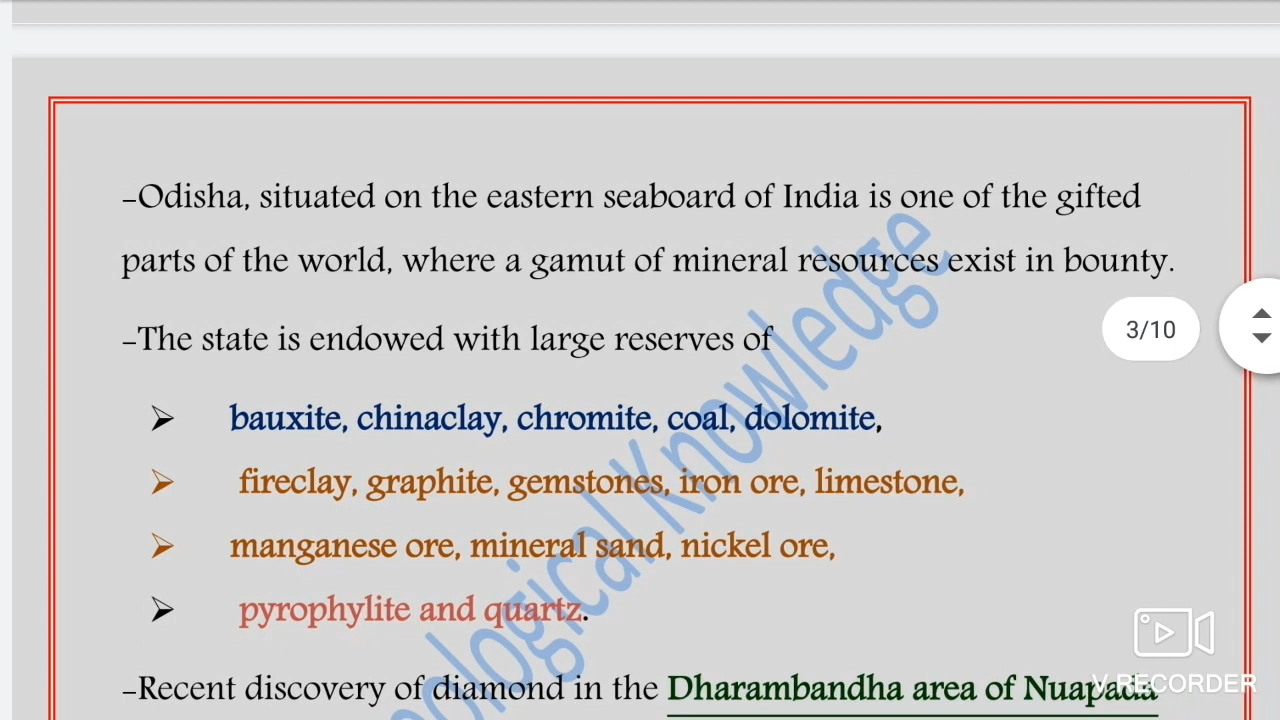 -Odisha, situated on the eastern seaboard of India is one of the gifted
parts of the world, where a gamut of mineral resources exist in bounty.
-The state is endowed with large reserves of
bauxite, chinaclay, chromite, coal, dolomite,
fireclay, graphite, gemstones, iron ore, limestone,
manganese ore, mineral sand, nickel ore,
pyrophylite and quartz.
-Recent discovery of diamond in the Dharambandha area of Nuapada
3/10
Knowledge
V RECORDER